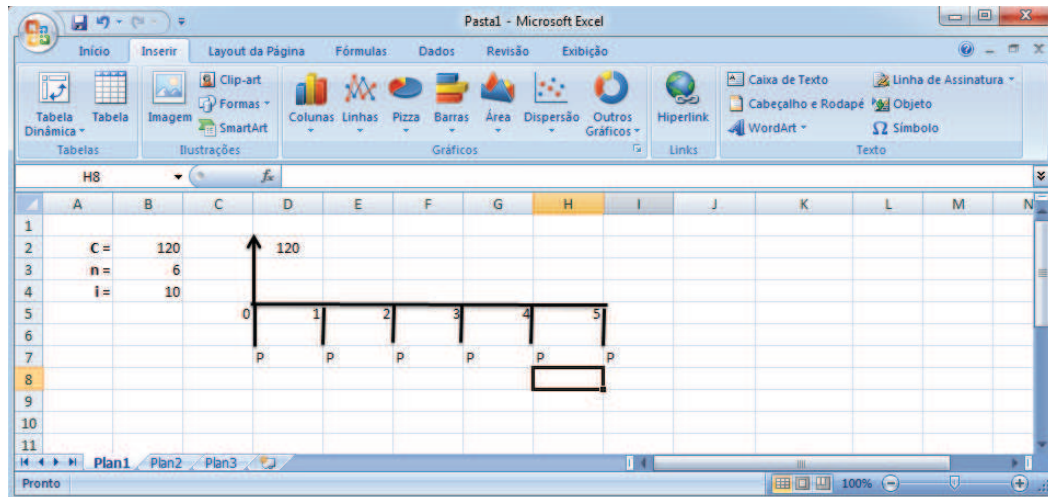 Pasta1 - Microsoft Excel
Início Inserir Layout da Página Fórmulas Dados Revisão Exibição
Tabela Dinâmica
Tabela
Tabelas
Imagem
Clip-art
Formas
SmartArt
Ilustrações
Colunas
Linhas
Pizza
Barras
Área
Dispersão
Outros Gráficos
Gráficos
Hiperlink
Links
Caixa de Texto
Cabeçalho e Rodapé
WordArt
Linha de Assinatura
Objeto
Símbolo
Texto
H8 fx
A B C D E F G H I J K L M N
1
2 C = 120 120
3 n = 6
4 i = 10
5 0 1 2 3 4 5
6
7 P P P P P P
8
9
10
11
Plan1 Plan2 Plan3
Pronto 100%